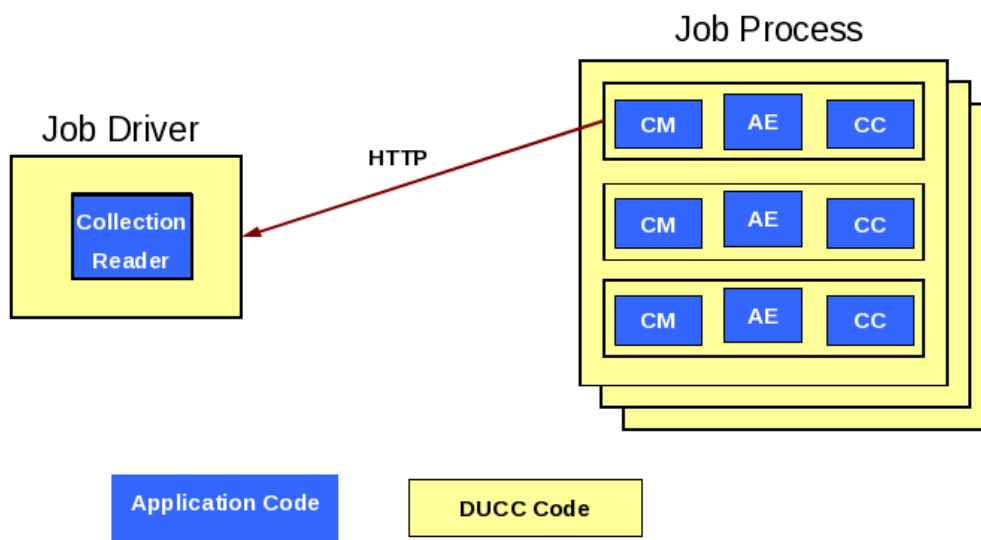 Job Process
Job Driver
HTTP
Collection
Reader
CM AE CC
CM AE CC
CM AE CC
Application Code
DUCC Code